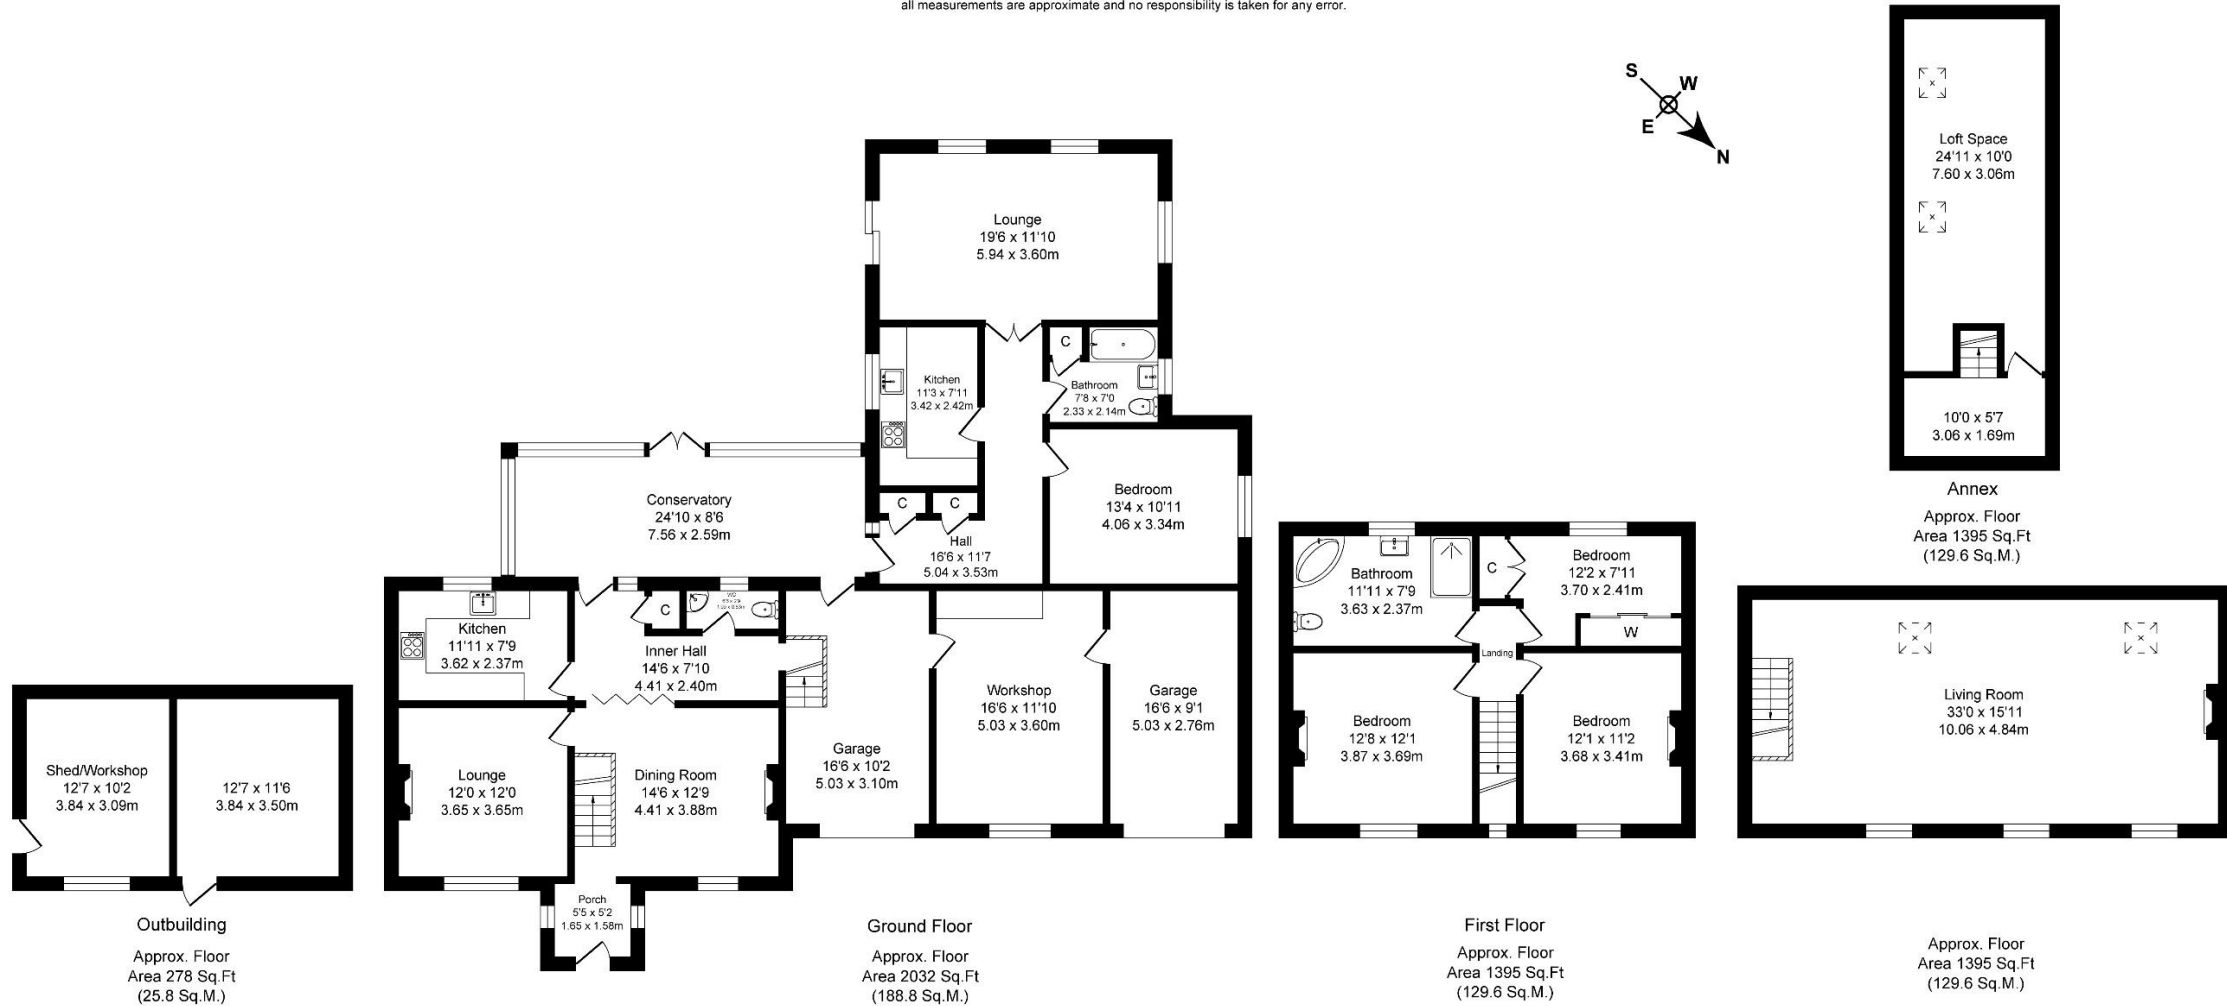 all measurements are approximate and no responsibility is taken for any error.
S
W
E
N
Loft Space
24'11 x 10'0
7.60 x 3.06m
10'0 x 5'7
3.06 x 1.69m
Annex
Approx. Floor
Area 1395 Sq.Ft
(129.6 Sq.M.)
Lounge
19'6 x 11'10
5.94 x 3.60m
Kitchen
11'3 x 7'11
3.42 x 2.42m
C
Bathroom
7'8 x 7'0
2.33 x 2.14m
Conservatory
24'10 x 8'6
7.56 x 2.59m
C
C
Hall
16'6 x 11'7
5.04 x 3.53m
Bedroom
13'4 x 10'11
4.06 x 3.34m
Kitchen
11'11 x 7'9
3.62 x 2.37m
C
WC
Inner Hall
14'6 x 7'10
4.41 x 2.40m
Garage
16'6 x 10'2
5.03 x 3.10m
Workshop
16'6 x 11'10
5.03 x 3.60m
Garage
16'6 x 9'1
5.03 x 2.76m
Lounge
12'0 x 12'0
3.65 x 3.65m
Dining Room
14'6 x 12'9
4.41 x 3.88m
Porch
5'5 x 5'2
1.65 x 1.58m
Ground Floor
Approx. Floor
Area 2032 Sq.Ft
(188.8 Sq.M.)
Shed/Workshop
12'7 x 10'2
3.84 x 3.09m
12'7 x 11'6
3.84 x 3.50m
Outbuilding
Approx. Floor
Area 278 Sq.Ft
(25.8 Sq.M.)
Bathroom
11'11 x 7'9
3.63 x 2.37m
C
Bedroom
12'2 x 7'11
3.70 x 2.41m
W
Landing
Bedroom
12'8 x 12'1
3.87 x 3.69m
Bedroom
12'1 x 11'2
3.68 x 3.41m
First Floor
Approx. Floor
Area 1395 Sq.Ft
(129.6 Sq.M.)
Living Room
33'0 x 15'11
10.06 x 4.84m
Approx. Floor
Area 1395 Sq.Ft
(129.6 Sq.M.)